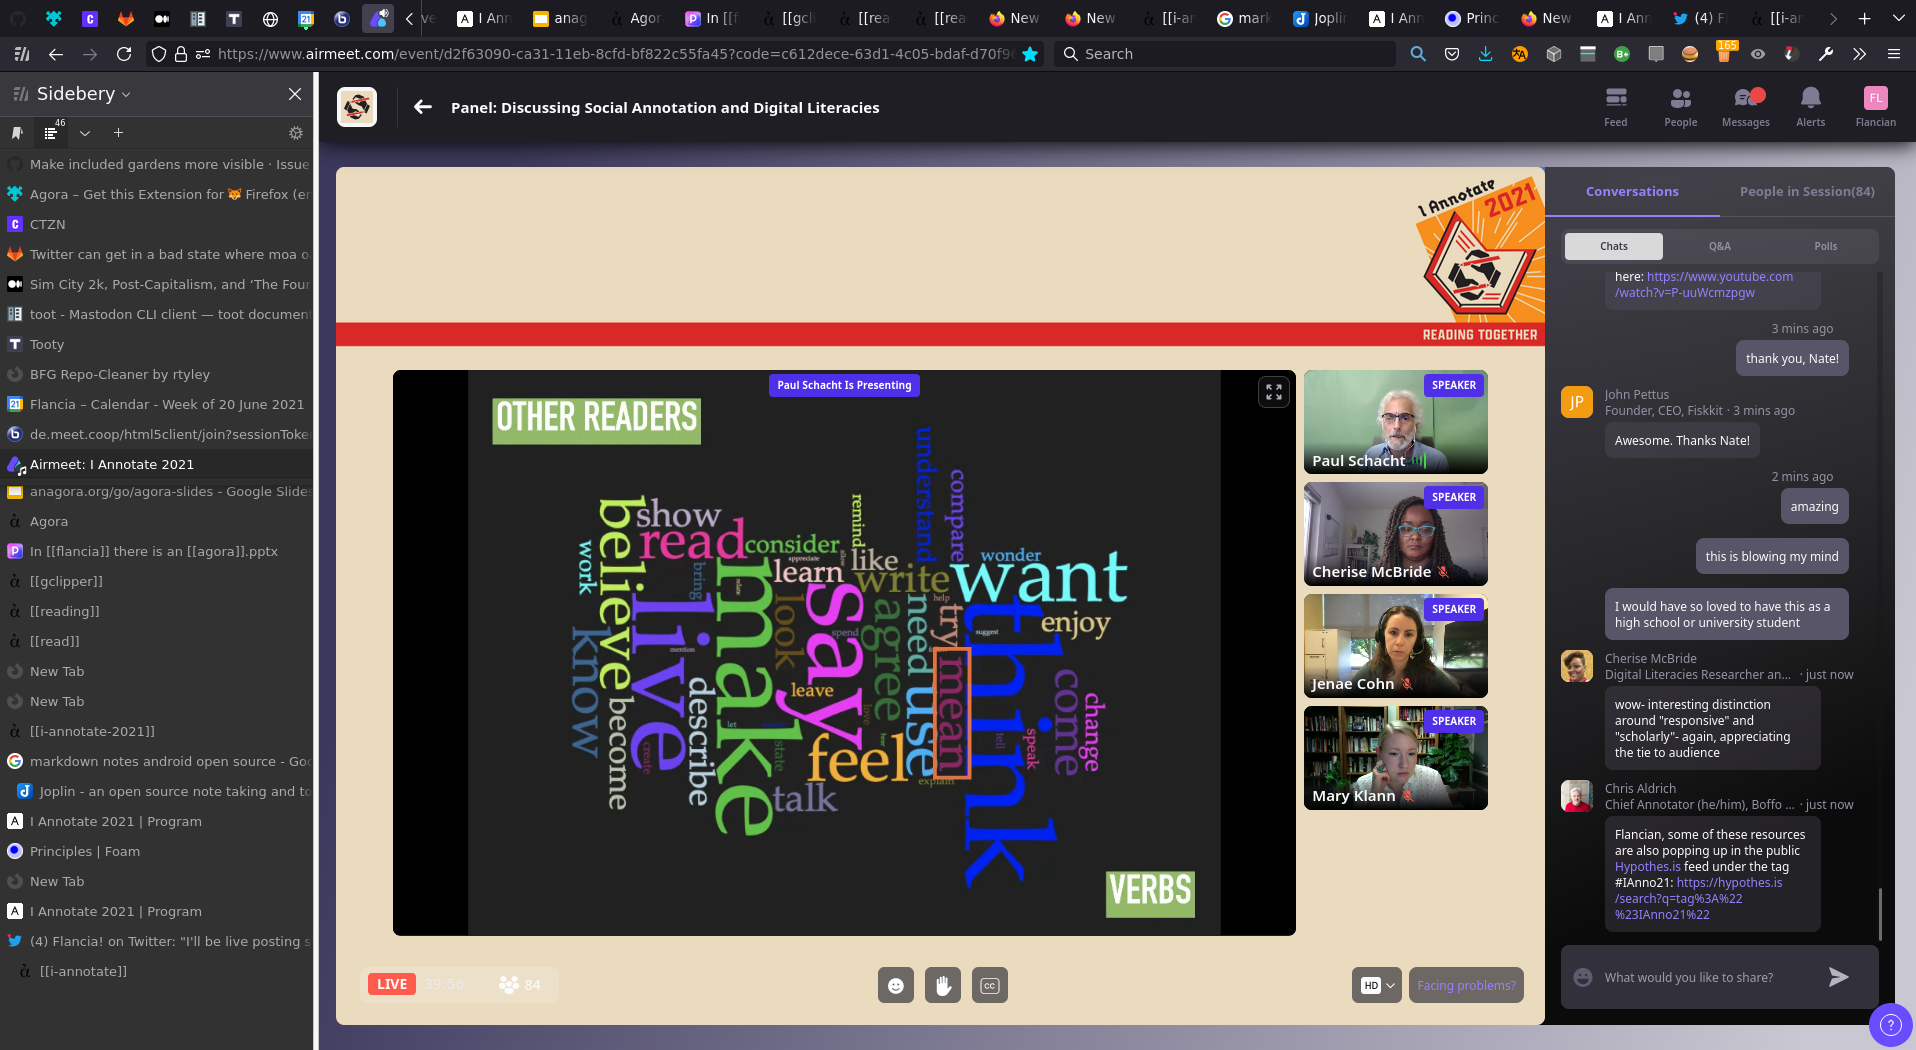 I Ann
anag
Agor
In [[f
[[gcli
[[rea
[[rea
New
New
[[i-an
mark
Joplin
I Ann
Princ
New
I Ann
(4) Fl
[[i-an
https://www.airmeet.com/event/d2f63090-ca31-11eb-8cfd-bf822c55fa45?code=c612dece-63d1-4c05-bdaf-d70f9
Search
165
Sidebery
46
Make included gardens more visible · Issue
Agora – Get this Extension for 🦊 Firefox (en
CTZN
Twitter can get in a bad state where moa o
Sim City 2k, Post-Capitalism, and ‘The Four
toot - Mastodon CLI client — toot document
Tooty
BFG Repo-Cleaner by rtyley
Flancia – Calendar - Week of 20 June 2021
de.meet.coop/html5client/join?sessionToke
Airmeet: I Annotate 2021
anagora.org/go/agora-slides - Google Slides
Agora
In [[flancia]] there is an [[agora]].pptx
[[gclipper]]
[[reading]]
[[read]]
New Tab
New Tab
[[i-annotate-2021]]
markdown notes android open source - Goo
Joplin - an open source note taking and to
I Annotate 2021 | Program
Principles | Foam
New Tab
I Annotate 2021 | Program
(4) Flancia! on Twitter: "I'll be live posting s
[[i-annotate]]
Panel: Discussing Social Annotation and Digital Literacies
Feed
People
Messages
Alerts
FL
Flancian
I Annotate
2021
READING TOGETHER
Paul Schacht Is Presenting
OTHER READERS
understand
compare
remind
show
believe
read
consider
appreciate
work
bring
learn
like
write
wonder
want
live
make
look
say
spend
agree
need
help
try
suggest
think
enjoy
know
mention
become
describe
leave
love
let
use
mean
come
change
create
state
feel
hear
tell
speak
explain
talk
VERBS
SPEAKER
Paul Schacht
SPEAKER
Cherise McBride
SPEAKER
Jenae Cohn
SPEAKER
Mary Klann
LIVE
39:56
84
CC
HD
Facing problems?
Conversations
People in Session(84)
Chats
Q&A
Polls
here: https://www.youtube.com
/watch?v=P-uuWcmzpgw
3 mins ago
thank you, Nate!
JP
John Pettus
Founder, CEO, Fiskkit · 3 mins ago
Awesome. Thanks Nate!
2 mins ago
amazing
this is blowing my mind
I would have so loved to have this as a
high school or university student
Cherise McBride
Digital Literacies Researcher an... · just now
wow- interesting distinction
around "responsive" and
"scholarly"- again, appreciating
the tie to audience
Chris Aldrich
Chief Annotator (he/him), Boffo ... · just now
Flancian, some of these resources
are also popping up in the public
Hypothes.is feed under the tag
#IAnno21: https://hypothes.is
/search?q=tag%3A%22
%23IAnno21%22
What would you like to share?